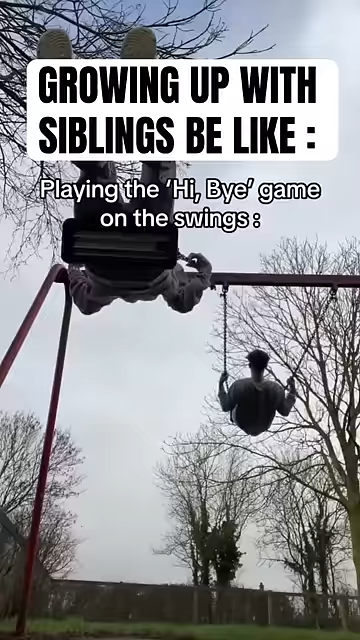 GROWING UP WITH
SIBLINGS BE LIKE :
Playing the ‘Hi, Bye’ game
on the swings :